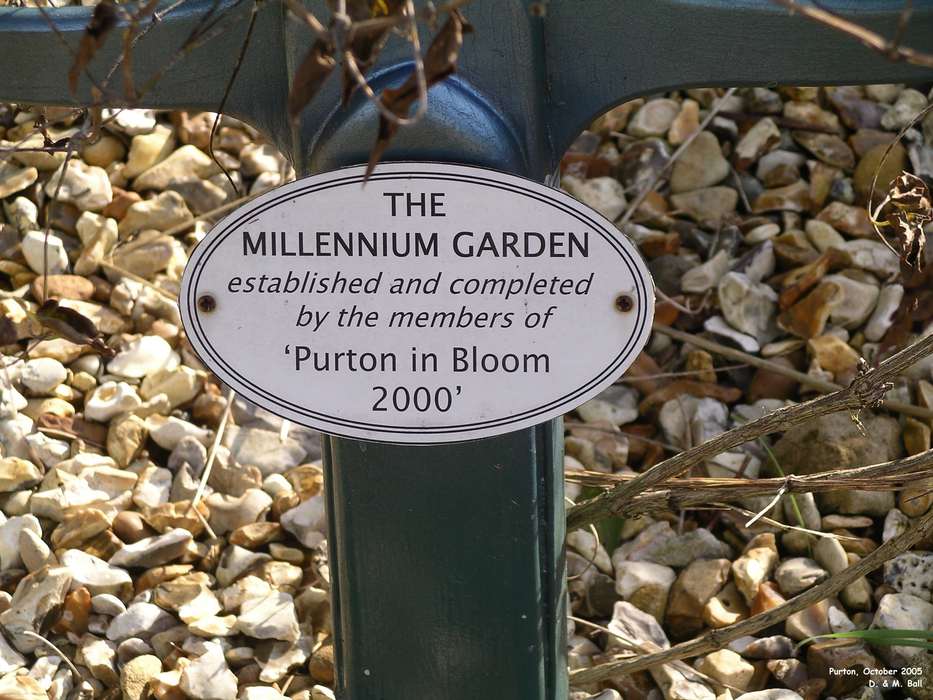 THE
MILLENNIUM GARDEN
established and completed
by the members of
‘Purton in Bloom
2000’
Purton, October 2005
D. & M. Ball